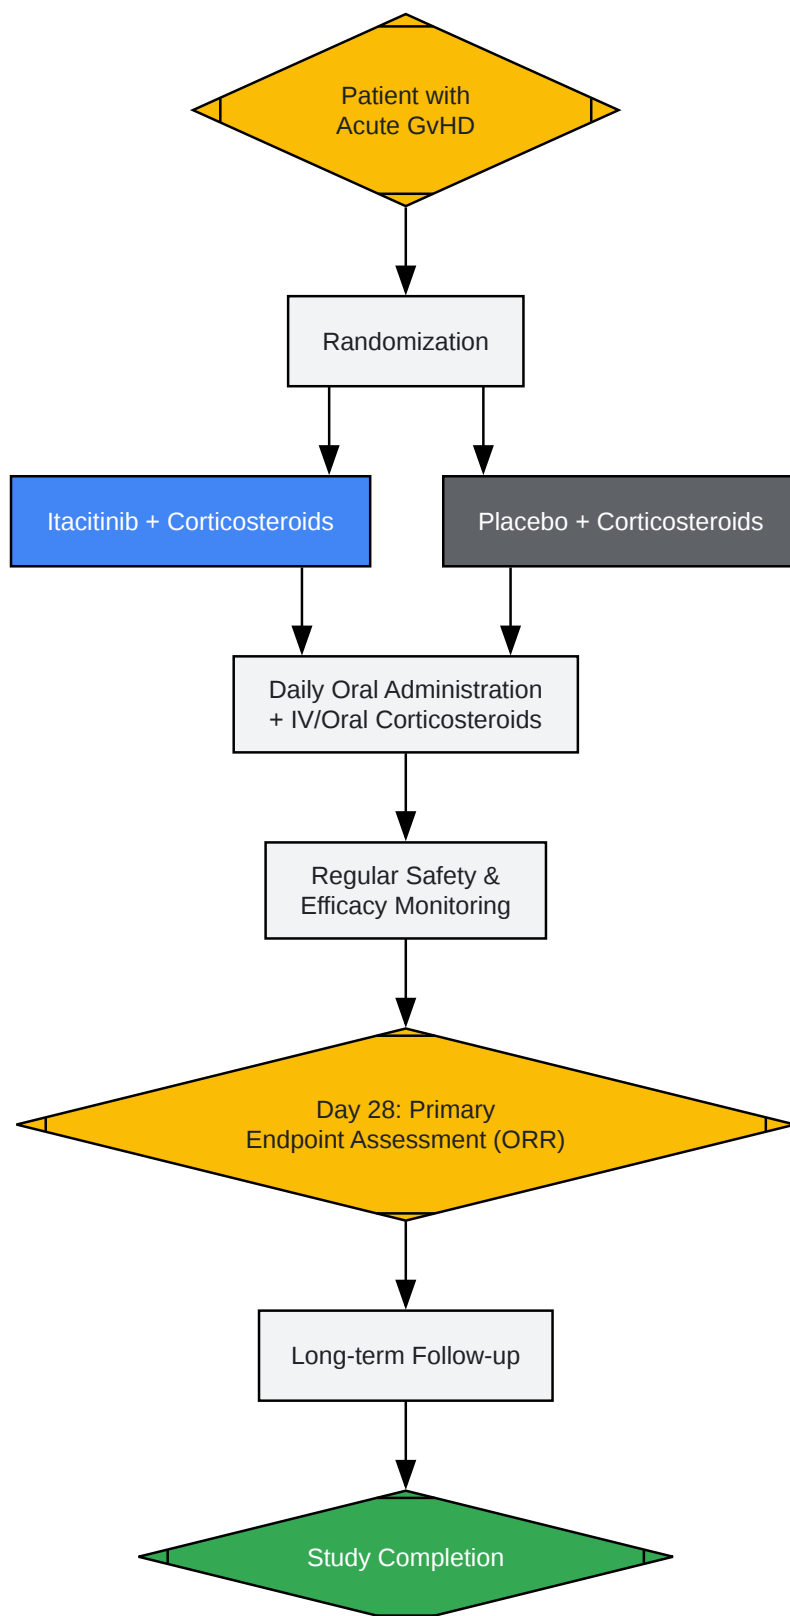 Patient with
Acute GvHD
Randomization
Itacitinib + Corticosteroids
Placebo + Corticosteroids
Daily Oral Administration
+ IV/Oral Corticosteroids
Regular Safety &
Efficacy Monitoring
Day 28: Primary
Endpoint Assessment (ORR)
Long-term Follow-up
Study Completion